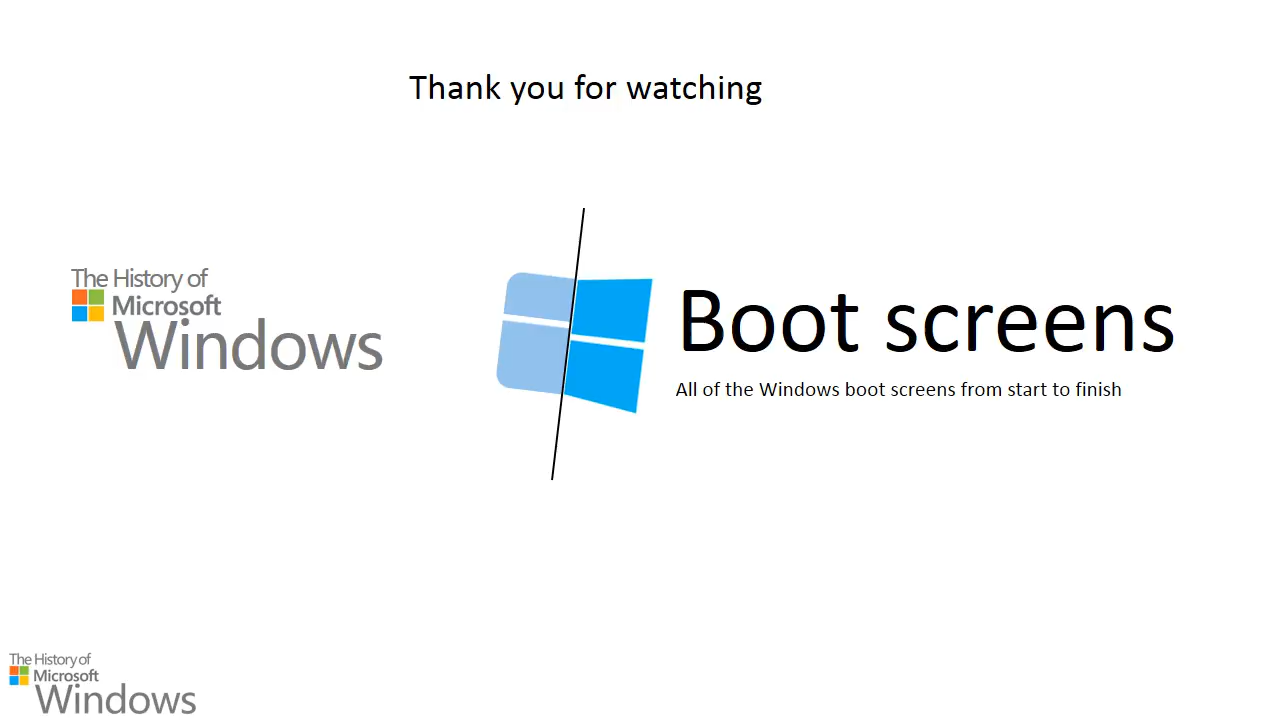 Thank you for watching
The History of
Microsoft
Windows
Boot screens
All of the Windows boot screens from start to finish
The History of
Microsoft
Windows